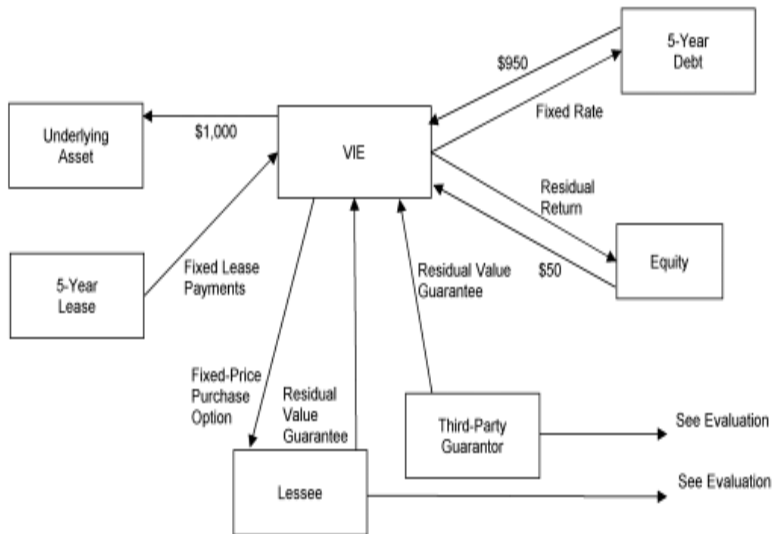 5-Year
Debt
$950
Fixed Rate
Underlying
Asset
$1,000
VIE
Residual
Return
Equity
$50
5-Year
Lease
Fixed Lease
Payments
Residual Value
Guarantee
Fixed-Price
Purchase
Option
Residual
Value
Guarantee
Third-Party
Guarantor
See Evaluation
Lessee
See Evaluation